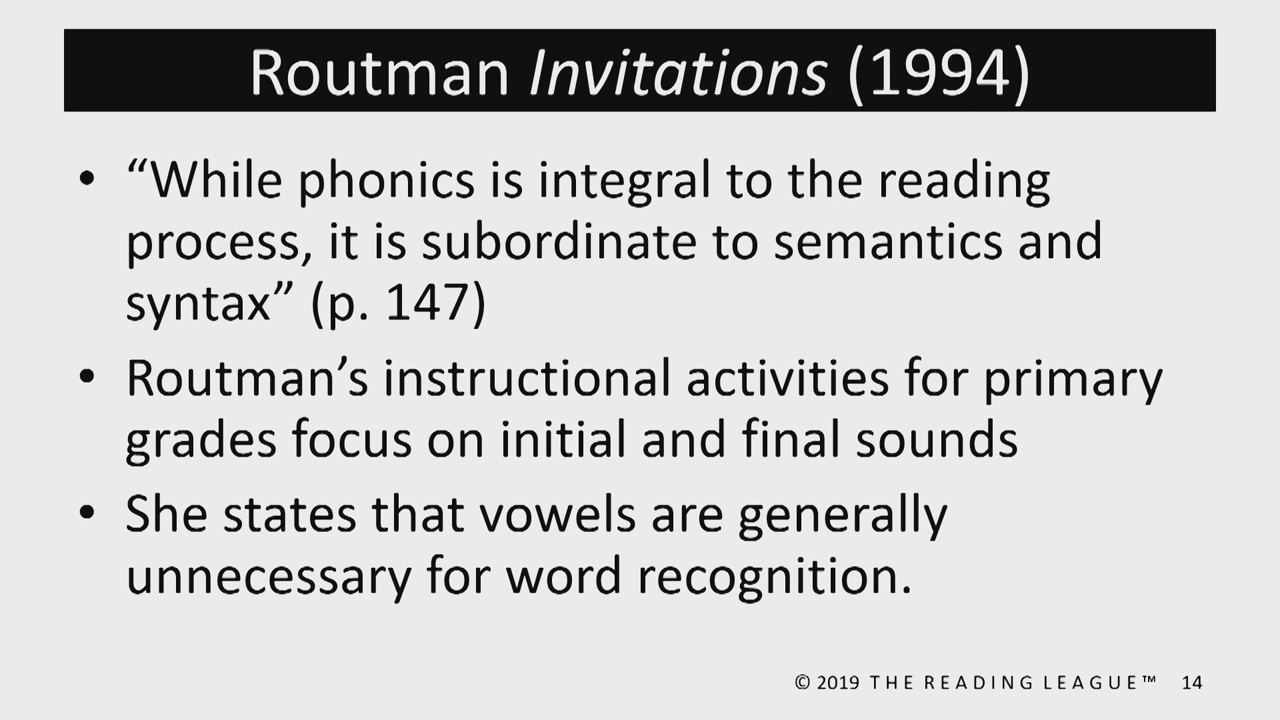 Routman Invitations (1994)
• “While phonics is integral to the reading
process, it is subordinate to semantics and
syntax” (p. 147)
• Routman’s instructional activities for primary
grades focus on initial and final sounds
• She states that vowels are generally
unnecessary for word recognition.
© 2019 THE READING LEAGUE™ 14